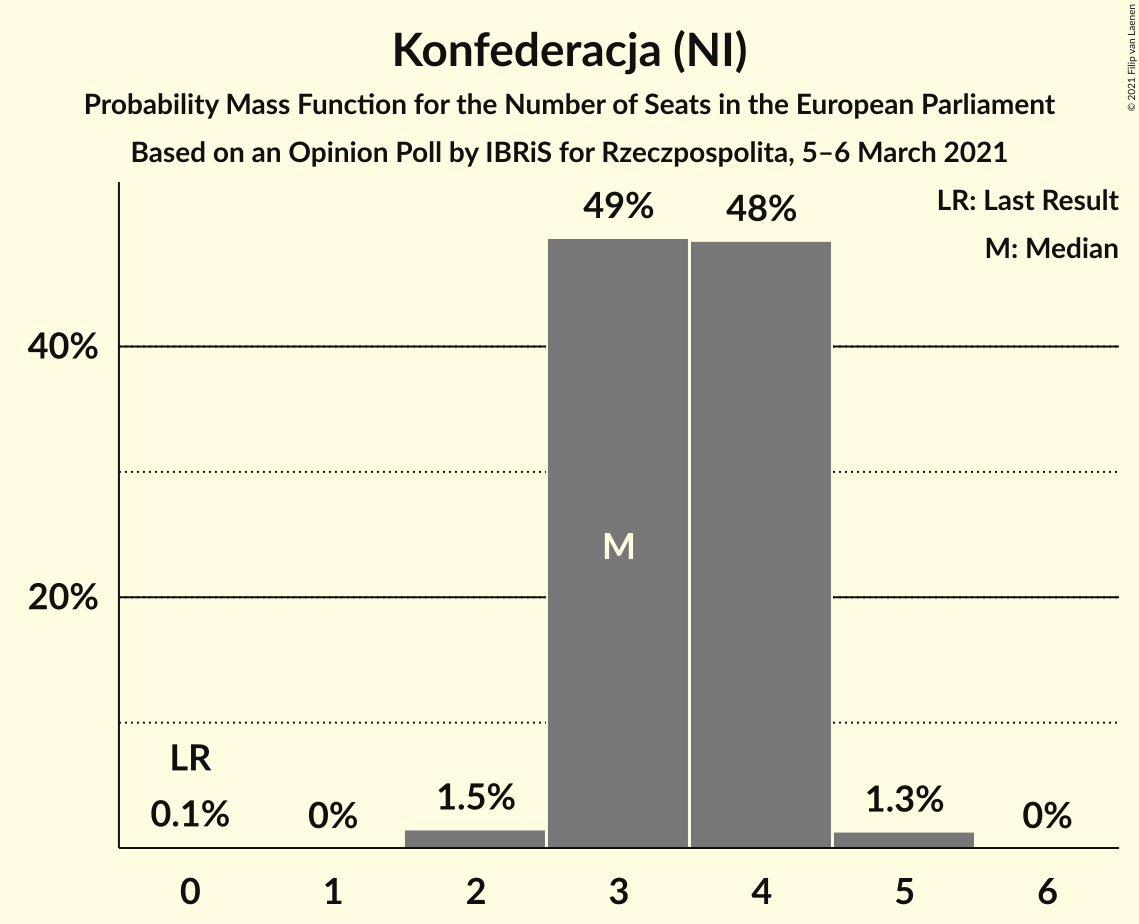 Konfederacja (NI)
Probability Mass Function for the Number of Seats in the European Parliament
Based on an Opinion Poll by IBRiS for Rzeczpospolita, 5–6 March 2021
© 2021 Filip van Laenen
LR: Last Result
M: Median
49%
48%
40%
M
20%
LR
0.1%
0%
1.5%
1.3%
0%
0
1
2
3
4
5
6